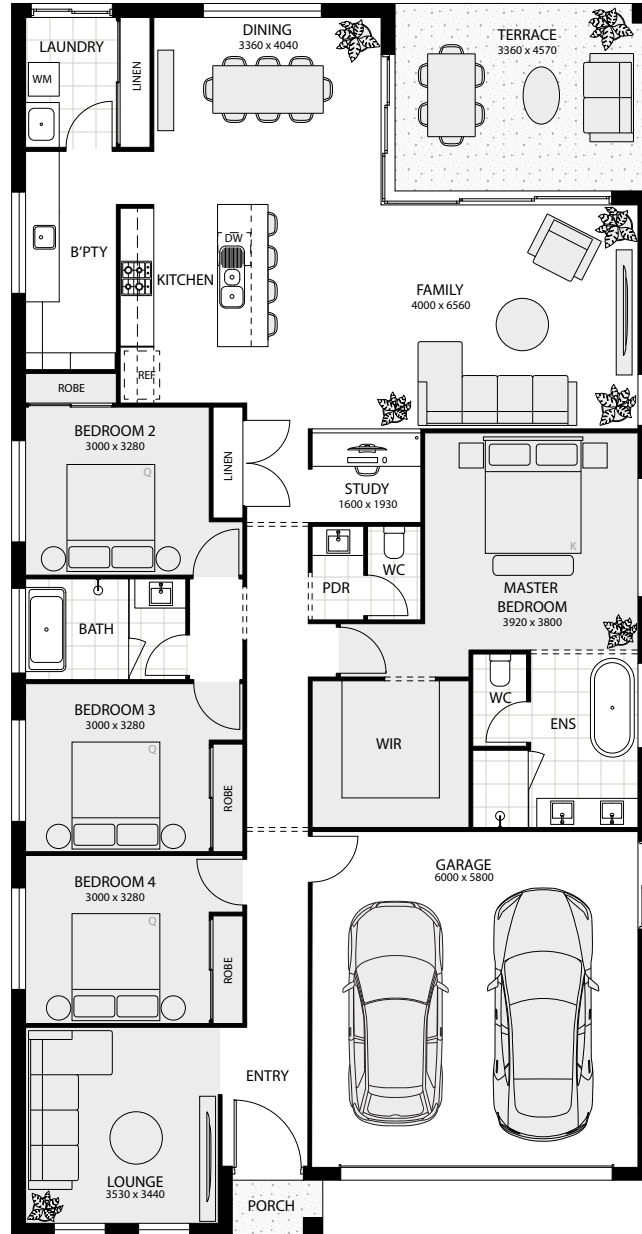 LAUNDRY
WM
LINEN
DINING
3360 x 4040
TERRACE
3360 x 4570
B'PTY
DW
KITCHEN
REF
FAMILY
4000 x 6560
ROBE
BEDROOM 2
3000 x 3280
Q
LINEN
STUDY
1600 x 1930
K
MASTER
BEDROOM
3920 x 3800
PDR
WC
BATH
WC
ENS
BEDROOM 3
3000 x 3280
Q
ROBE
WIR
BEDROOM 4
3000 x 3280
Q
ROBE
GARAGE
6000 x 5800
ENTRY
LOUNGE
3530 x 3440
PORCH